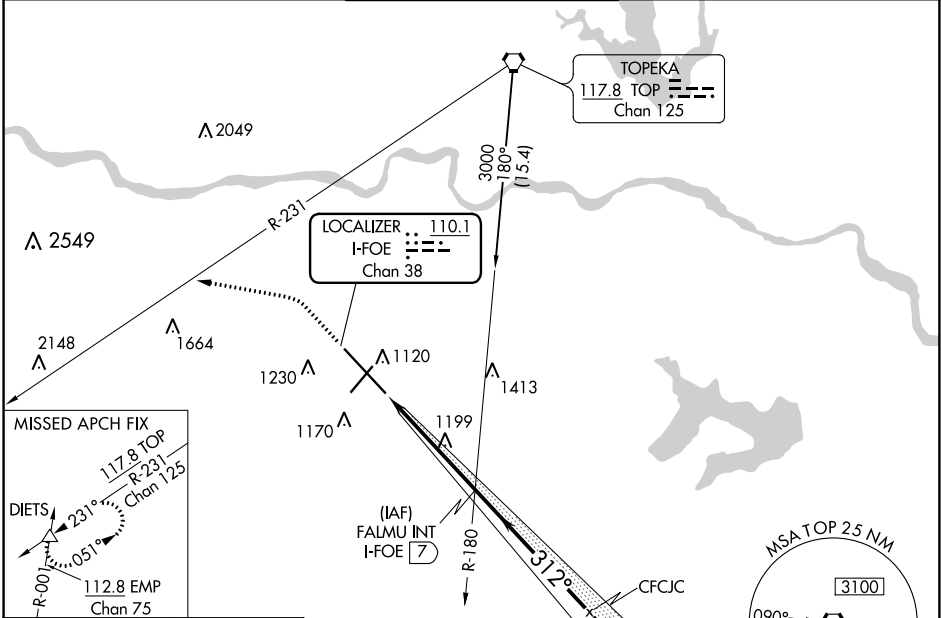 TOPEKA
117.8 TOP
Chan 125
2049
3000
180°
(15.4)
R-231
LOCALIZER 110.1
I-FOE
Chan 38
2549
2148
1664
1230
1120
1413
1170
1199
MISSED APCH FIX
117.8 TOP
R-231
Chan 125
DIETS
231°
051°
R-001
112.8 EMP
Chan 75
(IAF)
FALMU INT
I-FOE 7
R-180
312°
CFCJC
MSA TOP 25 NM
3100
090°